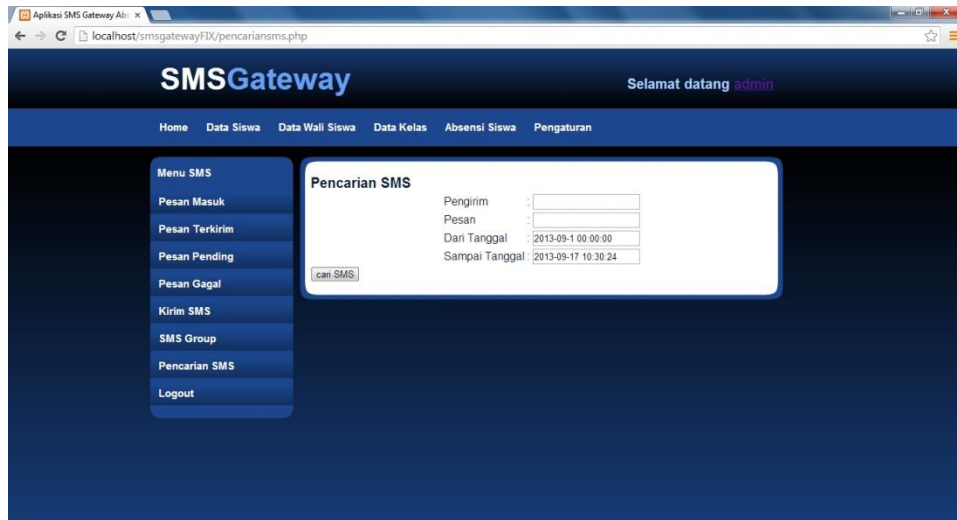 Aplikasi SMS Gateway Ab
localhost/smsgatewayFIX/pencariansms.php
SMSGateway
Selamat datang admin
Home Data Siswa Data Wali Siswa Data Kelas Absensi Siswa Pengaturan
Menu SMS
Pesan Masuk
Pesan Terkirim
Pesan Pending
Pesan Gagal
Kirim SMS
SMS Group
Pencarian SMS
Logout
Pencarian SMS
Pengirim :
Pesan :
Dari Tanggal : 2013-09-1 00:00:00
Sampai Tanggal : 2013-09-17 10:30:24
cari SMS